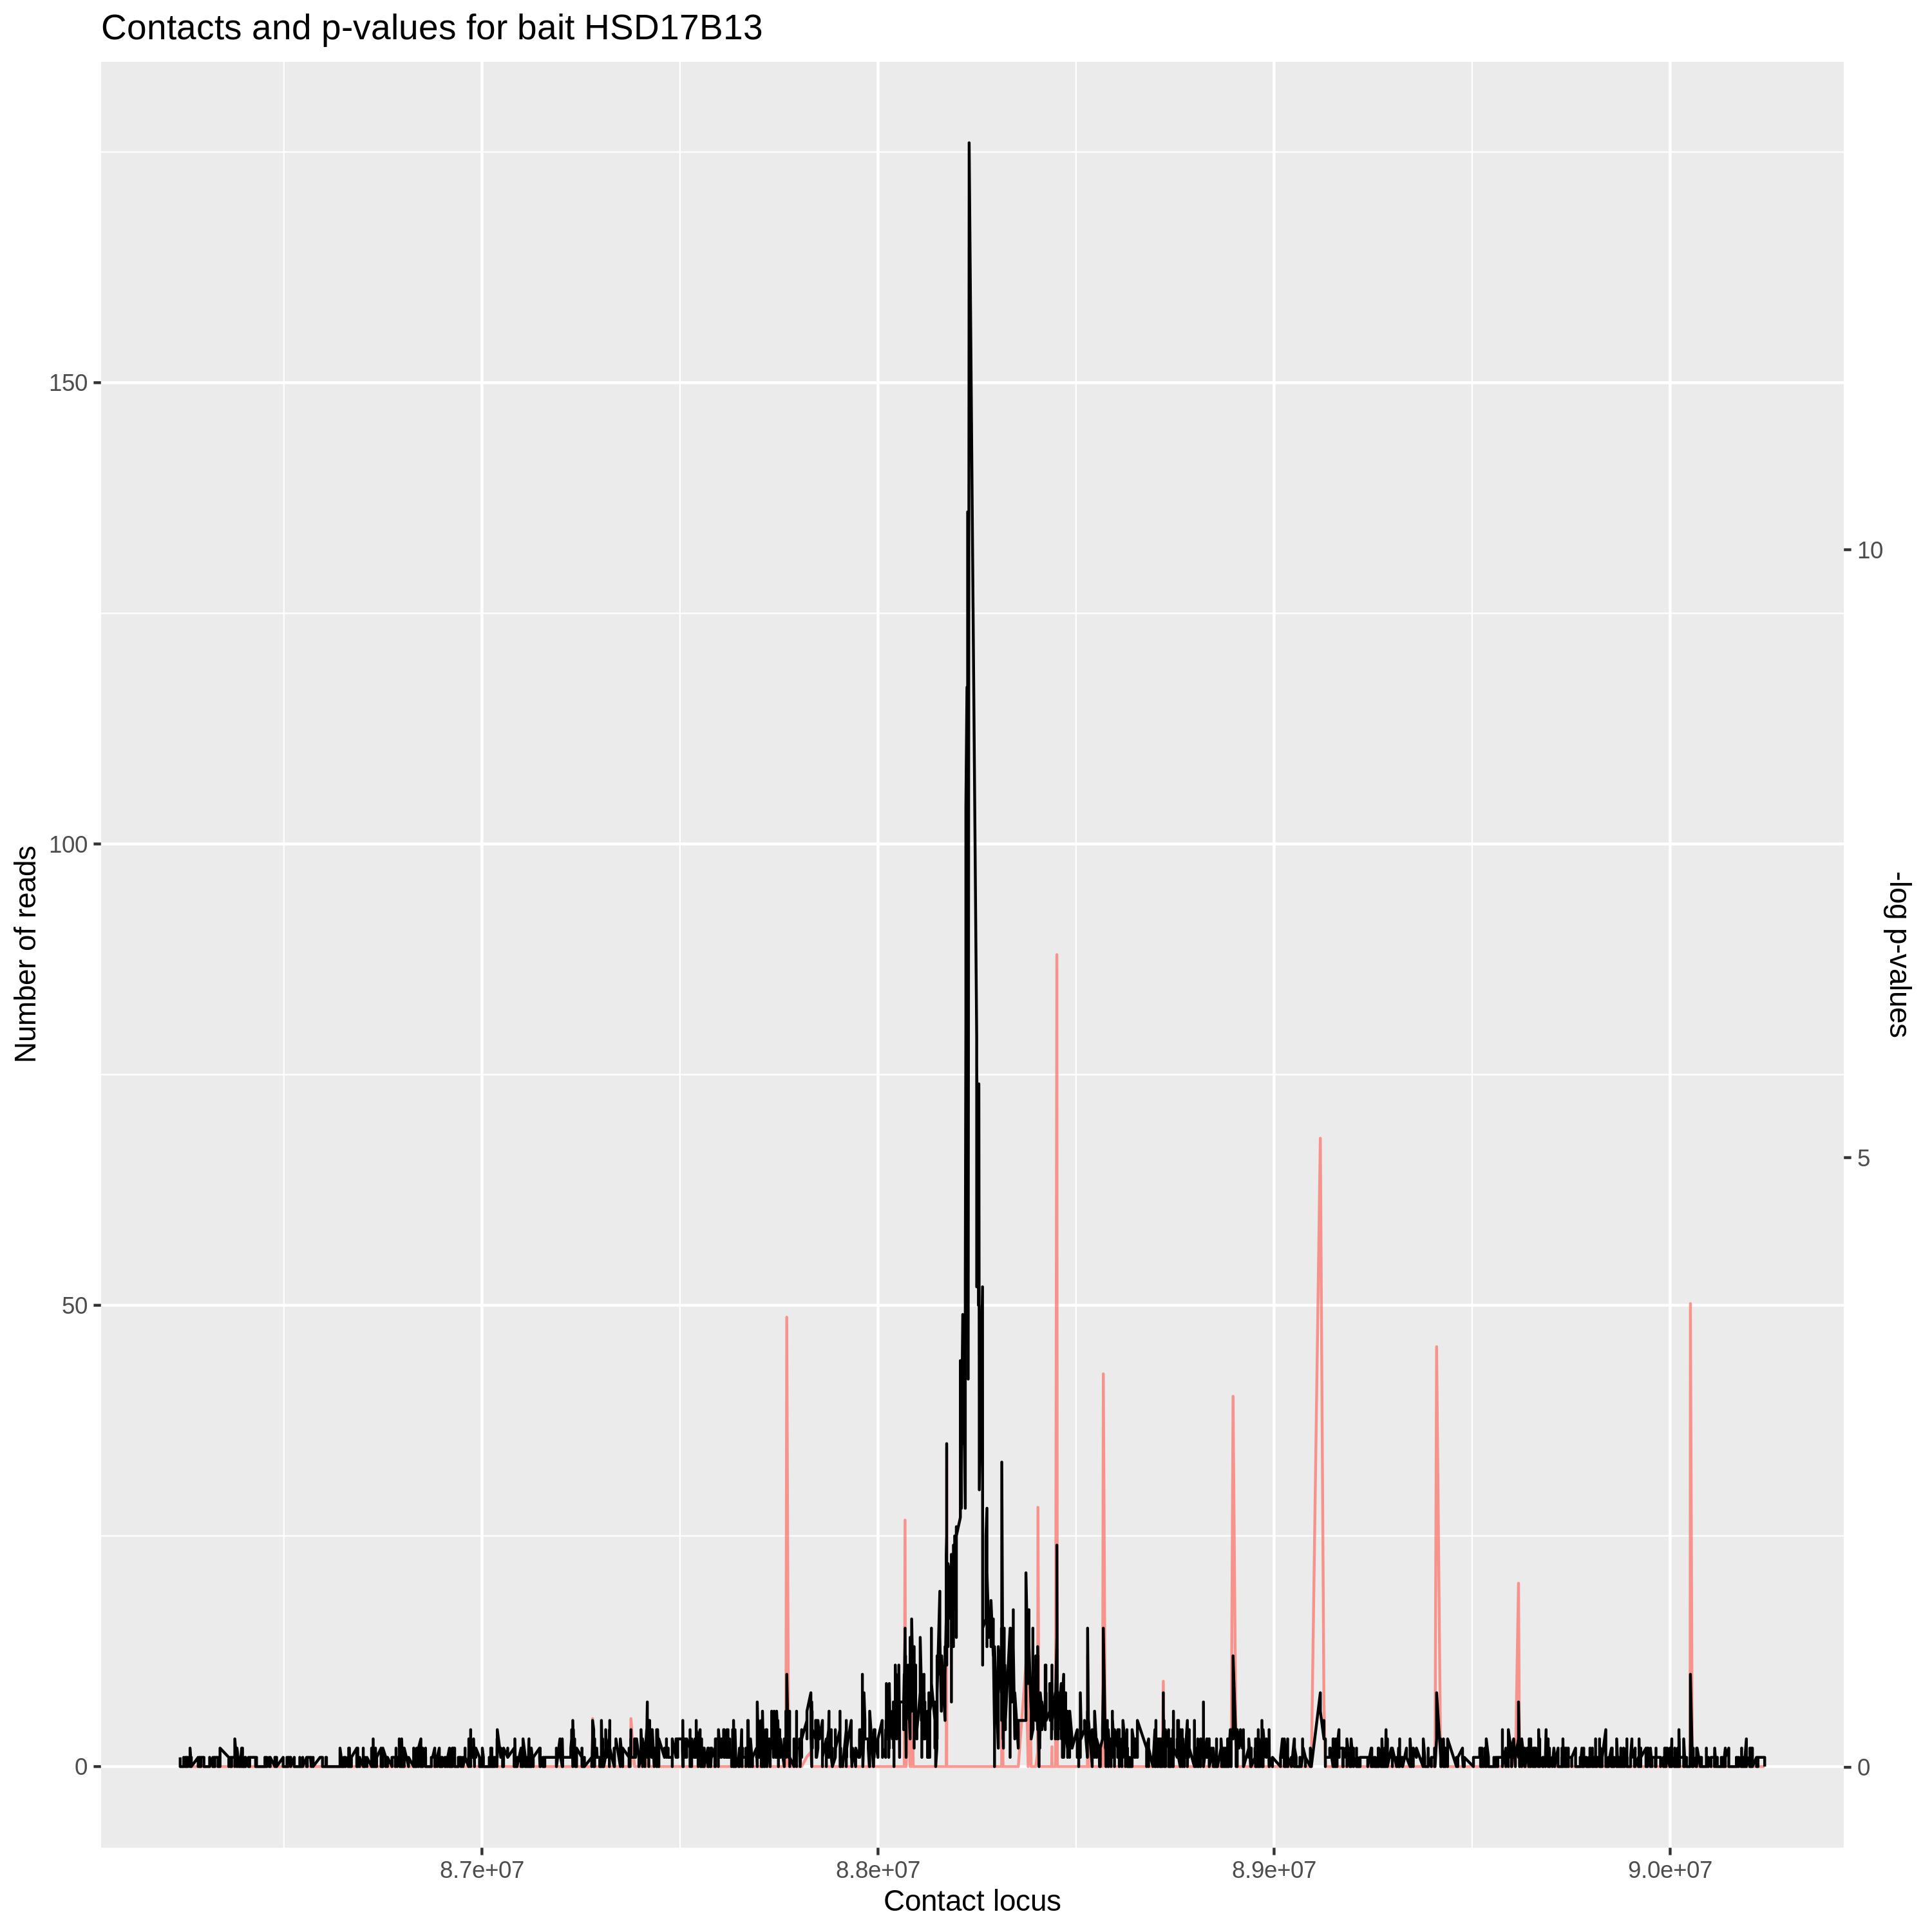 Contacts and p-values for bait HSD17B13
150
100
50
0
Number of reads
10
5
0
-log p-values
8.7e+07
8.8e+07
8.9e+07
9.0e+07
Contact locus